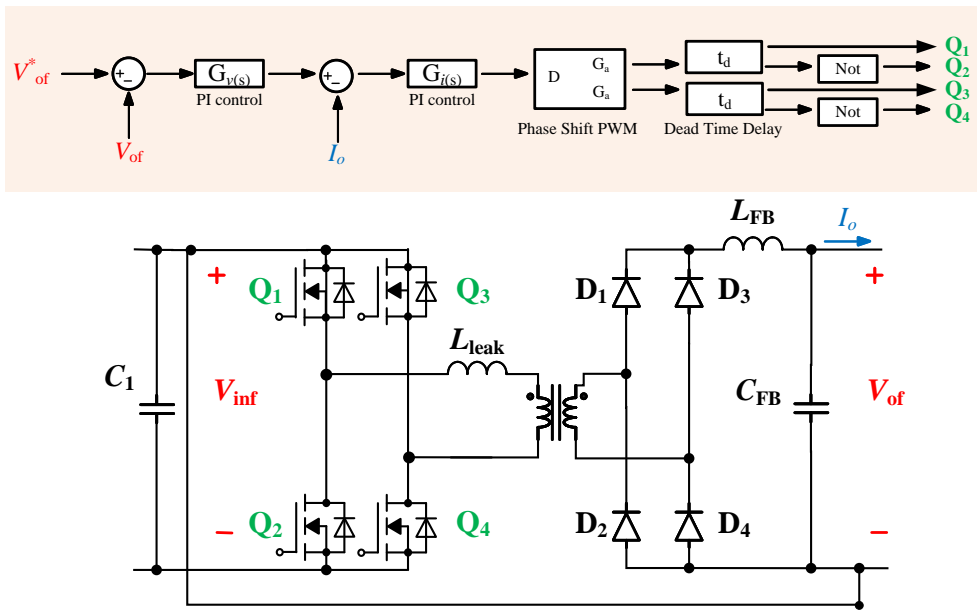 V*of
+
−
Gv(s)
PI control
Vof
+
−
Io
Gi(s)
PI control
D
Ga
Ga
Phase Shift PWM
td
td
Dead Time Delay
Not
Not
Q1
Q2
Q3
Q4
LFB
Io
+
Q1
Q3
D1
D3
+
Lleak
C1
Vinf
CFB
Vof
−
Q2
Q4
D2
D4
−